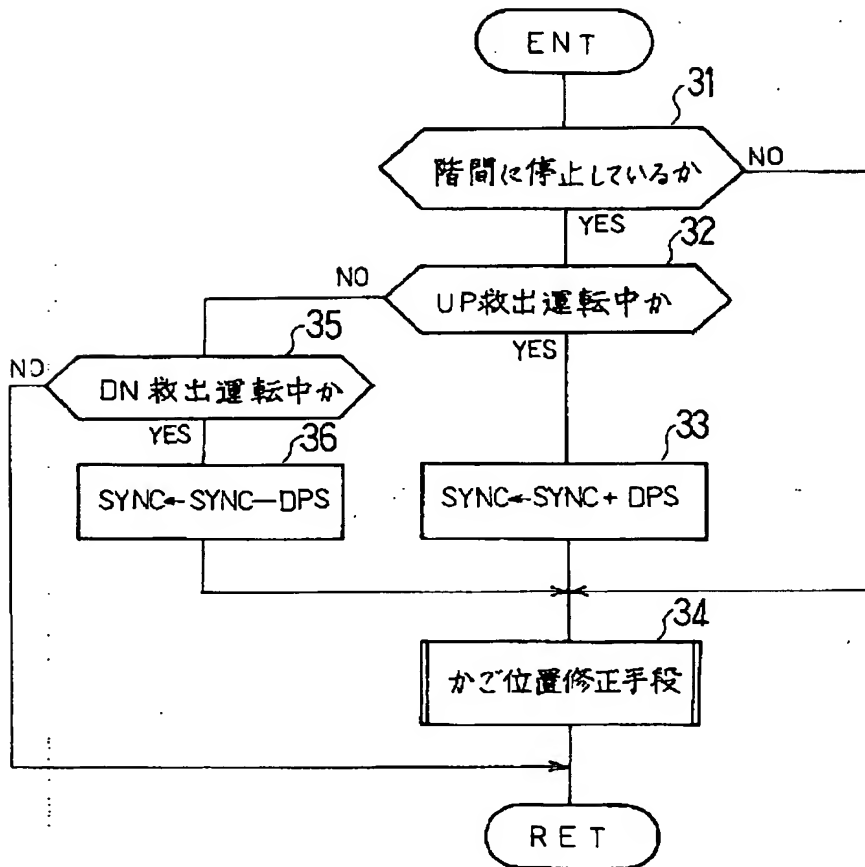 ENT
31
階間に停止しているか
NO
YES
32
UP救出運転中か
NO
YES
35
DN救出運転中か
NO
YES
36
SYNC←SYNC－DPS
33
SYNC←SYNC+DPS
34
かご位置修正手段
RET